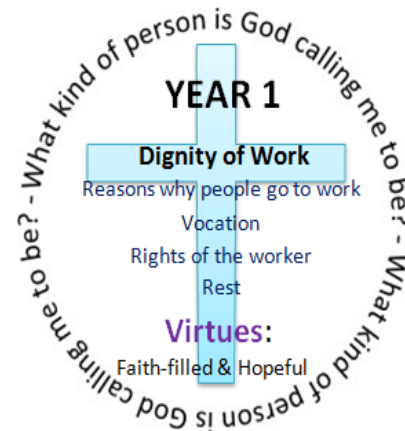 What kind of person is God calling me to be? - What kind of person is God calling me to be? -
YEAR 1
Dignity of Work
Reasons why people go to work
Vocation
Rights of the worker
Rest
Virtues:
Faith-filled & Hopeful